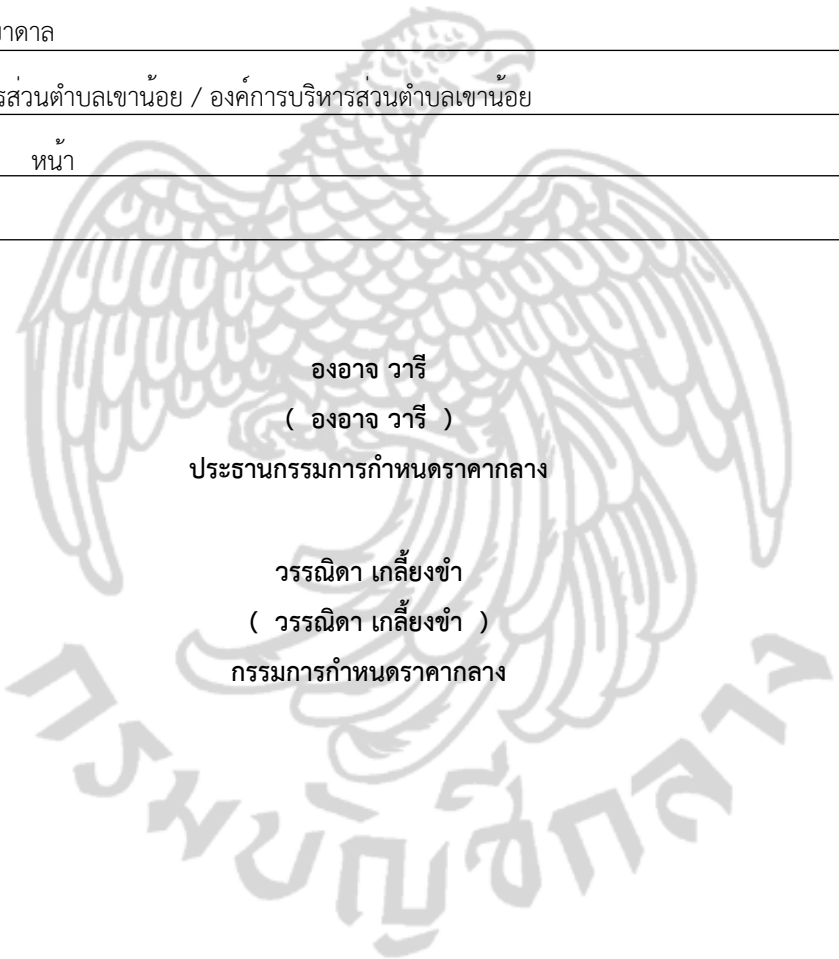 าดาล
รส่วนตำบลเขาน้อย / องค์การบริหารส่วนตำบลเขาน้อย
หน้า
องอาจ วารี
( องอาจ วารี )
ประธานกรรมการกำหนดราคากลาง
วรรณิดา เกลี้ยงขำ
( วรรณิดา เกลี้ยงขำ )
กรรมการกำหนดราคากลาง
กรมบัญชีกลาง